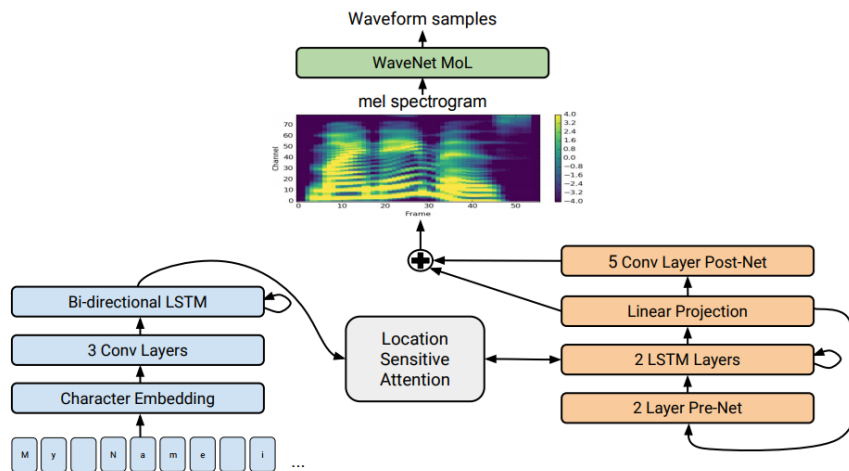 Waveform samples
WaveNet MoL
mel spectrogram
4.0
3.2
2.4
1.6
0.8
0.0
−0.8
−1.6
−2.4
−3.2
−4.0
70
60
50
40
30
20
10
0
Channel
0 10 20 30 40 50
Frame
5 Conv Layer Post-Net
Bi-directional LSTM
Linear Projection
3 Conv Layers
Location
Sensitive
Attention
2 LSTM Layers
Character Embedding
2 Layer Pre-Net
M y N a m e i ...